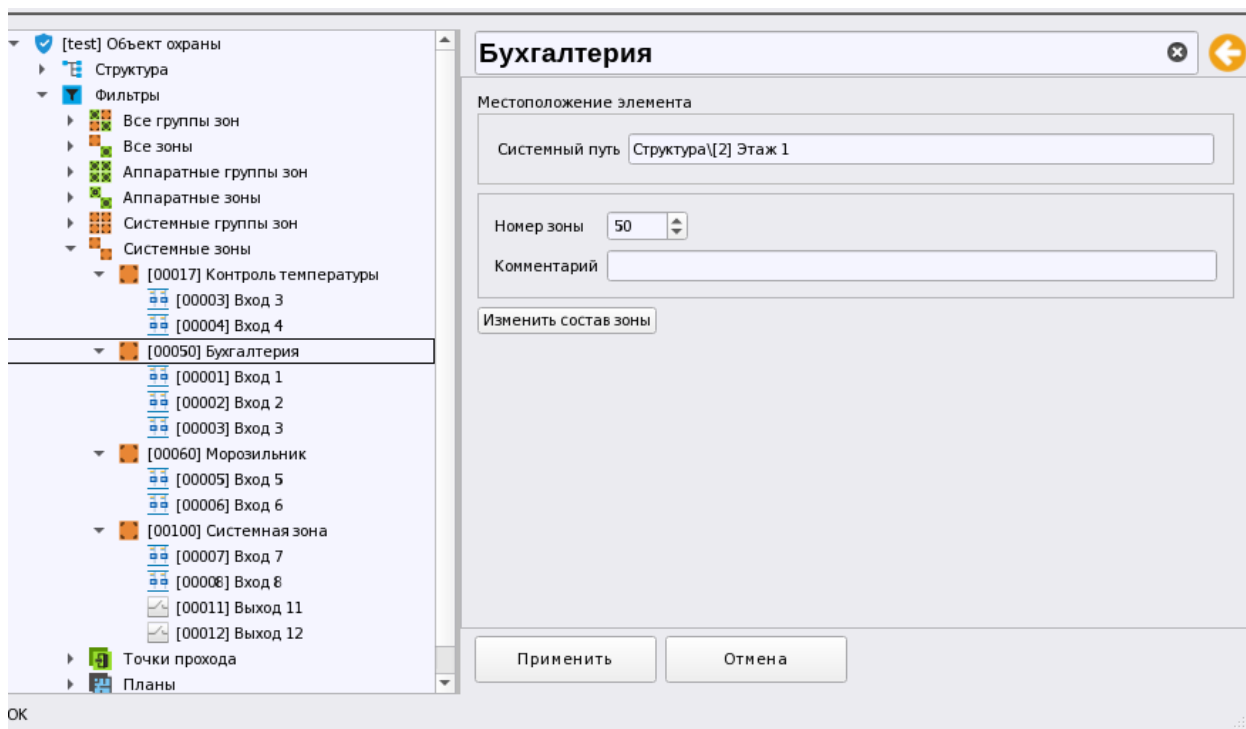 [test] Объект охраны
Структура
Фильтры
Все группы зон
Все зоны
Аппаратные группы зон
Аппаратные зоны
Системные группы зон
Системные зоны
[00017] Контроль температуры
[00003] Вход 3
[00004] Вход 4
[00050] Бухгалтерия
[00001] Вход 1
[00002] Вход 2
[00003] Вход 3
[00060] Морозильник
[00005] Вход 5
[00006] Вход 6
[00100] Системная зона
[00007] Вход 7
[00008] Вход 8
[00011] Выход 11
[00012] Выход 12
Точки прохода
Планы
OK
Бухгалтерия
Местоположение элемента
Системный путь Структура\[2] Этаж 1
Номер зоны 50
Комментарий
Изменить состав зоны
Применить Отмена